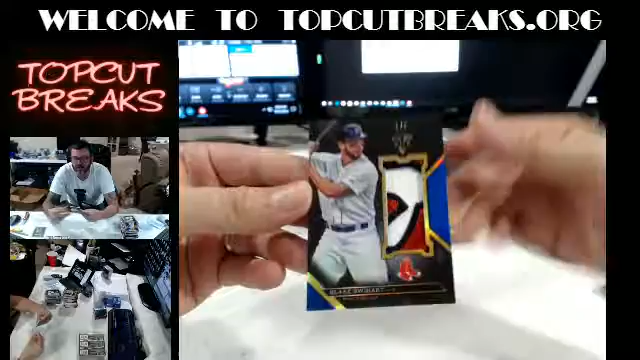 WELCOME TO TOPCUTBREAKS.ORG
TOPCUT
BREAKS
BLAKE SWIHART